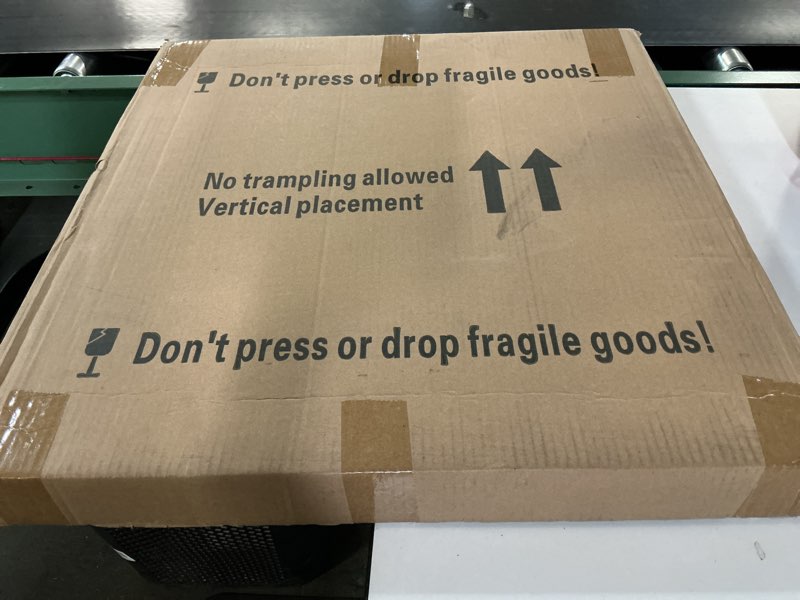 Don't press or drop fragile goods!
No trampling allowed
Vertical placement
Don't press or drop fragile goods!